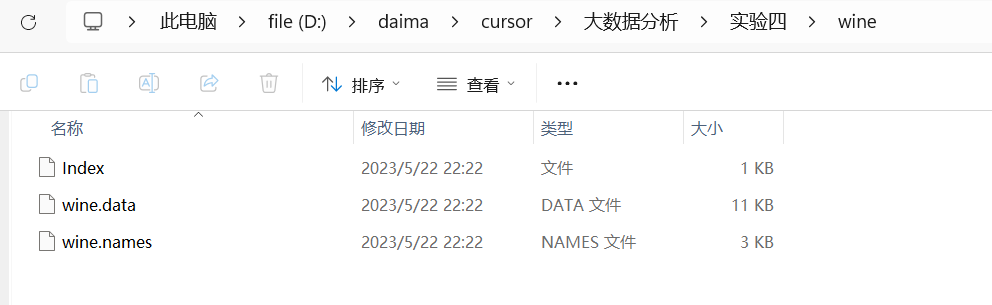 此电脑 > file (D:) > daima > cursor > 大数据分析 > 实验四 > wine
排序 查看 ···
名称 修改日期 类型 大小
Index 2023/5/22 22:22 文件 1 KB
wine.data 2023/5/22 22:22 DATA 文件 11 KB
wine.names 2023/5/22 22:22 NAMES 文件 3 KB